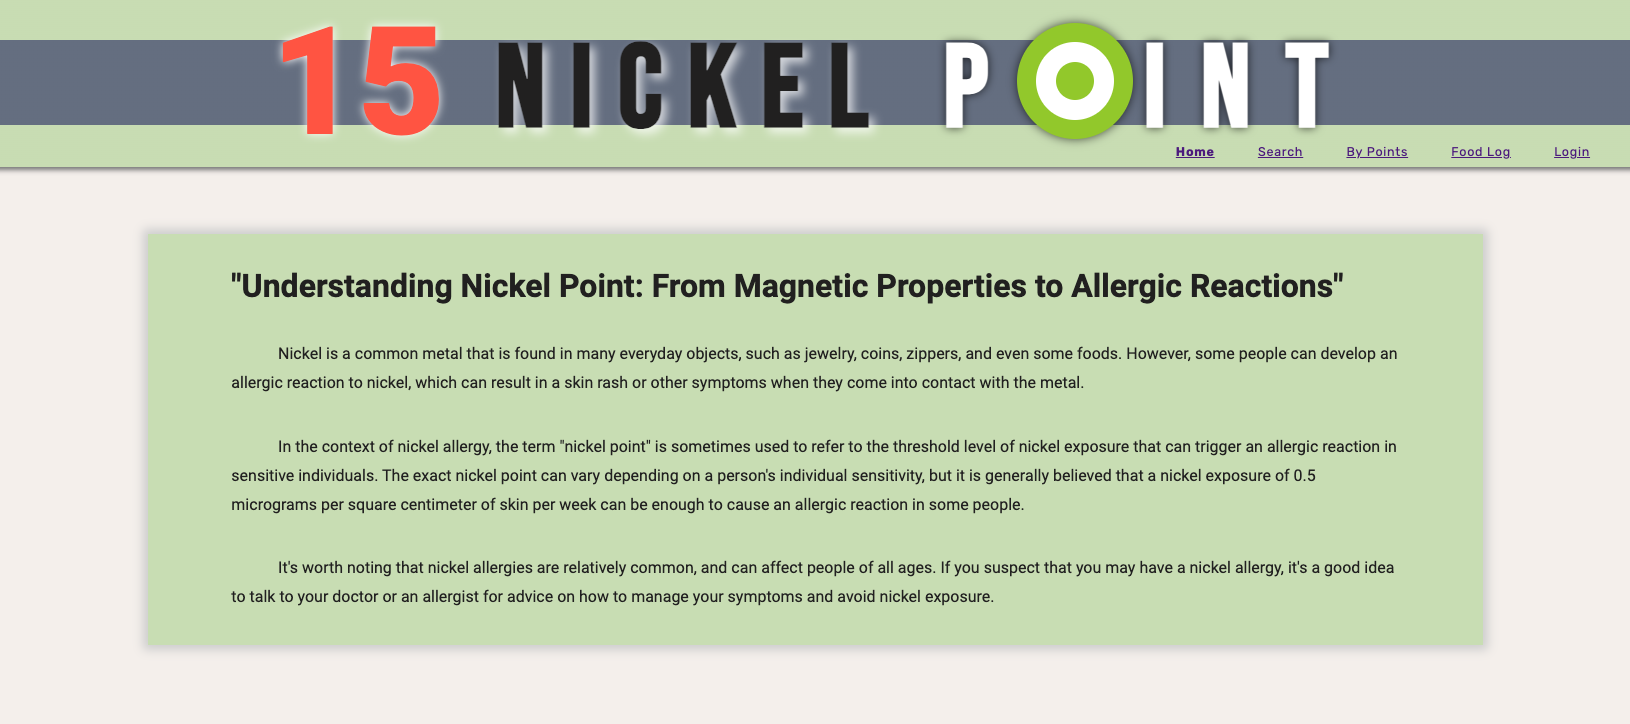 15 NICKEL POINT
Home Search By Points Food Log Login
"Understanding Nickel Point: From Magnetic Properties to Allergic Reactions"
Nickel is a common metal that is found in many everyday objects, such as jewelry, coins, zippers, and even some foods. However, some people can develop an
allergic reaction to nickel, which can result in a skin rash or other symptoms when they come into contact with the metal.
In the context of nickel allergy, the term "nickel point" is sometimes used to refer to the threshold level of nickel exposure that can trigger an allergic reaction in
sensitive individuals. The exact nickel point can vary depending on a person's individual sensitivity, but it is generally believed that a nickel exposure of 0.5
micrograms per square centimeter of skin per week can be enough to cause an allergic reaction in some people.
It's worth noting that nickel allergies are relatively common, and can affect people of all ages. If you suspect that you may have a nickel allergy, it's a good idea
to talk to your doctor or an allergist for advice on how to manage your symptoms and avoid nickel exposure.